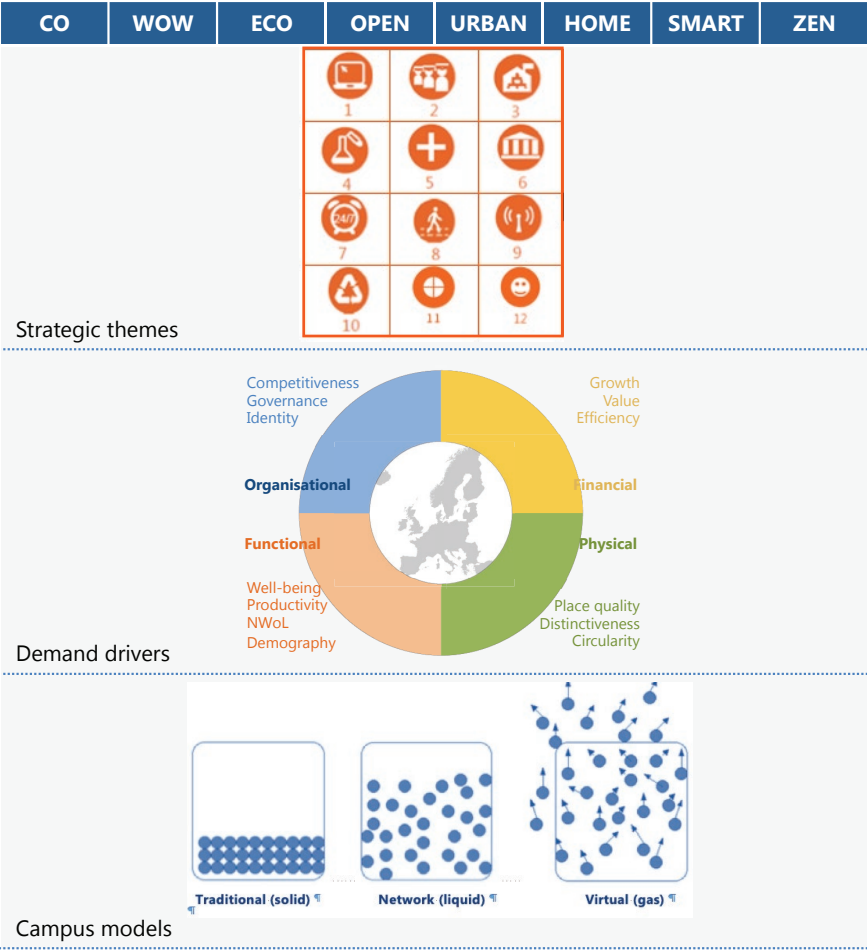 CO WOW ECO OPEN URBAN HOME SMART ZEN
1 2 3
4 5 6
24/7
7 8 9
10 11 12
Strategic themes
Competitiveness
Governance
Identity
Growth
Value
Efficiency
Organisational
Financial
Functional
Physical
Well-being
Productivity
NWoL
Demography
Place quality
Distinctiveness
Circularity
Demand drivers
Traditional (solid) ¶
Network (liquid) ¶
Virtual (gas) ¶
¶
Campus models